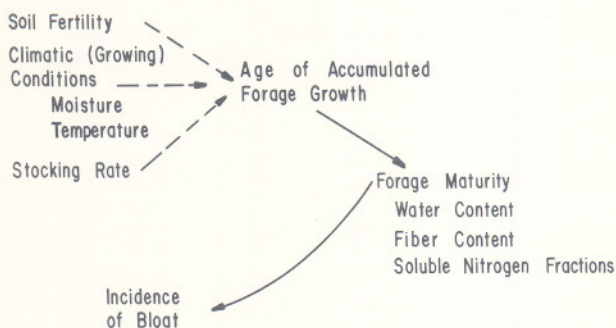 Soil Fertility
Climatic (Growing)
Conditions
Moisture
Temperature
Stocking Rate
Age of Accumulated
Forage Growth
Forage Maturity
Water Content
Fiber Content
Soluble Nitrogen Fractions
Incidence
of Bloat